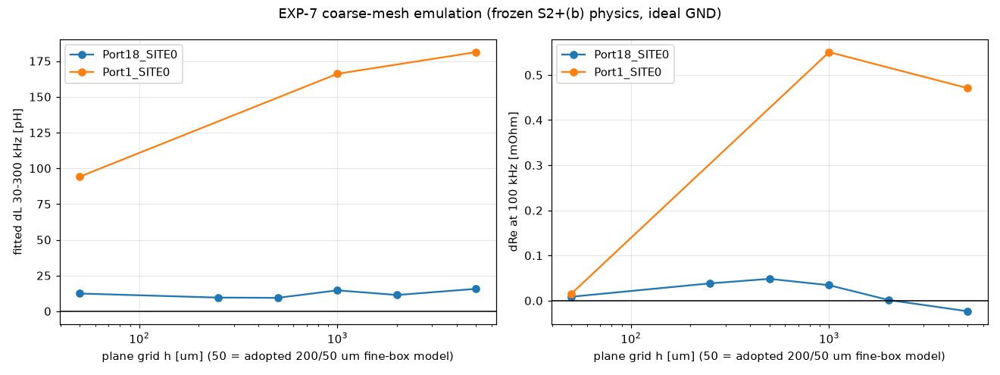 EXP-7 coarse-mesh emulation (frozen S2+(b) physics, ideal GND)
Port18_SITE0
Port1_SITE0
fitted dL 30-300 kHz [pH]
175
150
125
100
75
50
25
0
10²
10³
plane grid h [um] (50 = adopted 200/50 um fine-box model)
Port18_SITE0
Port1_SITE0
dRe at 100 kHz [mOhm]
0.5
0.4
0.3
0.2
0.1
0.0
10²
10³
plane grid h [um] (50 = adopted 200/50 um fine-box model)